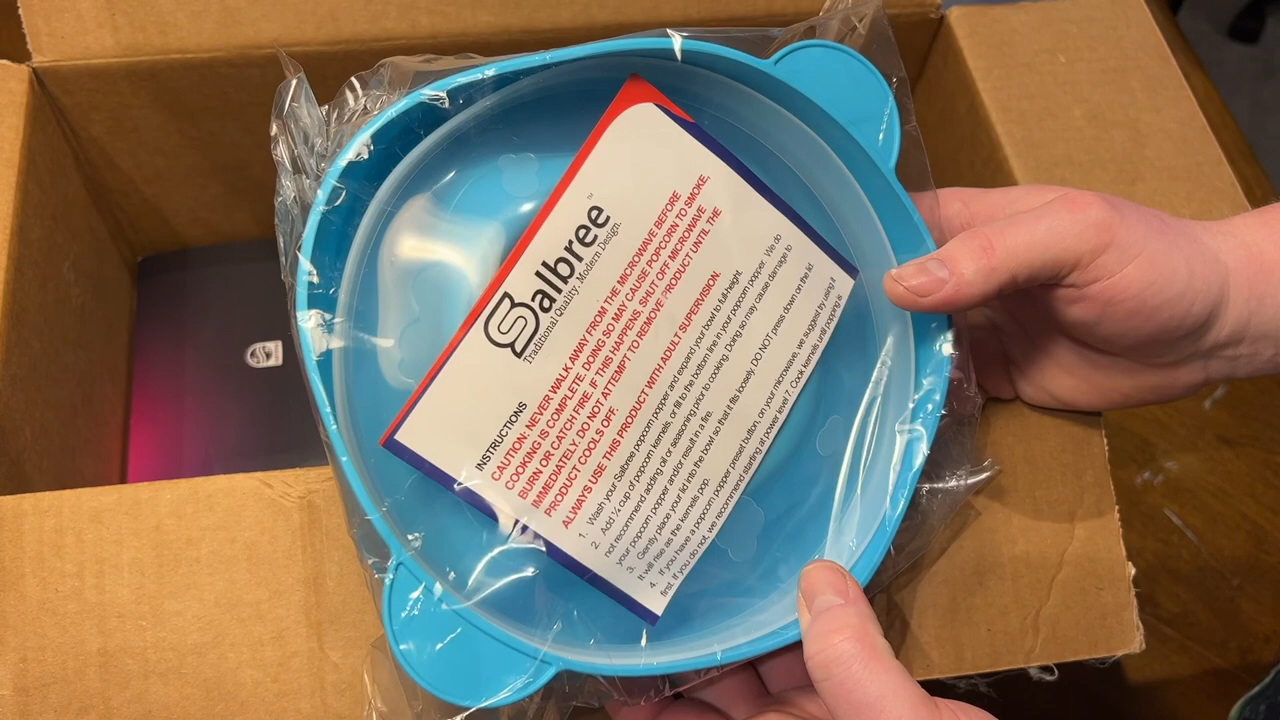 Salbree™
Traditional Quality. Modern Design.
INSTRUCTIONS
CAUTION: NEVER WALK AWAY FROM THE MICROWAVE BEFORE
COOKING IS COMPLETE. DOING SO MAY CAUSE POPCORN TO SMOKE,
BURN OR CATCH FIRE. IF THIS HAPPENS, SHUT OFF MICROWAVE
IMMEDIATELY. DO NOT ATTEMPT TO REMOVE PRODUCT UNTIL THE
PRODUCT COOLS OFF.
ALWAYS USE THIS PRODUCT WITH ADULT SUPERVISION.
1. Wash your Salbree popcorn popper and expand your bowl to full-height.
2. Add ¼ cup of popcorn kernels, or fill to the bottom line in your popcorn popper. We do
not recommend adding oil or seasoning prior to cooking. Doing so may cause damage to
your popcorn popper and/or result in a fire.
3. Gently place your lid into the bowl so that it fits loosely. DO NOT press down on the lid.
It will rise as the kernels pop.
4. If you have a popcorn popper preset button, on your microwave, we suggest try using it
first. If you do not, we recommend starting at power level 7. Cook kernels until popping is